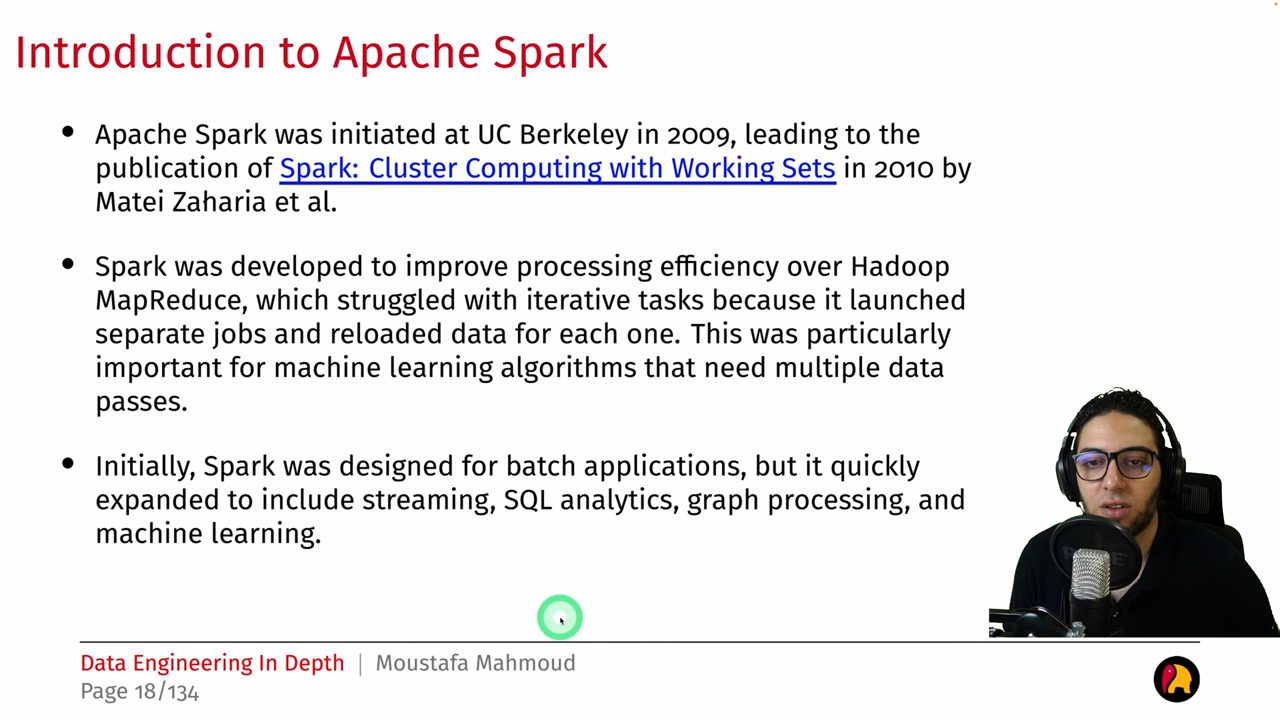 Introduction to Apache Spark
• Apache Spark was initiated at UC Berkeley in 2009, leading to the
publication of Spark: Cluster Computing with Working Sets in 2010 by
Matei Zaharia et al.
• Spark was developed to improve processing efficiency over Hadoop
MapReduce, which struggled with iterative tasks because it launched
separate jobs and reloaded data for each one. This was particularly
important for machine learning algorithms that need multiple data
passes.
• Initially, Spark was designed for batch applications, but it quickly
expanded to include streaming, SQL analytics, graph processing, and
machine learning.
Data Engineering In Depth | Moustafa Mahmoud
Page 18/134